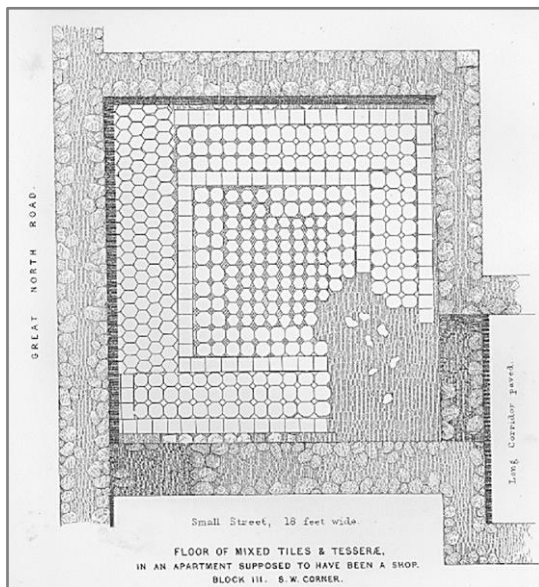 GREAT NORTH ROAD.
Long Corridor paved.
Small Street, 18 feet wide.
FLOOR OF MIXED TILES & TESSERÆ,
IN AN APARTMENT SUPPOSED TO HAVE BEEN A SHOP.
BLOCK III. S.W. CORNER.